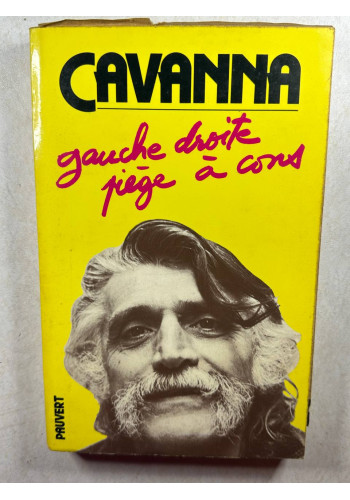 CAVANNA
gauche droite
piège à cons
PAUVERT